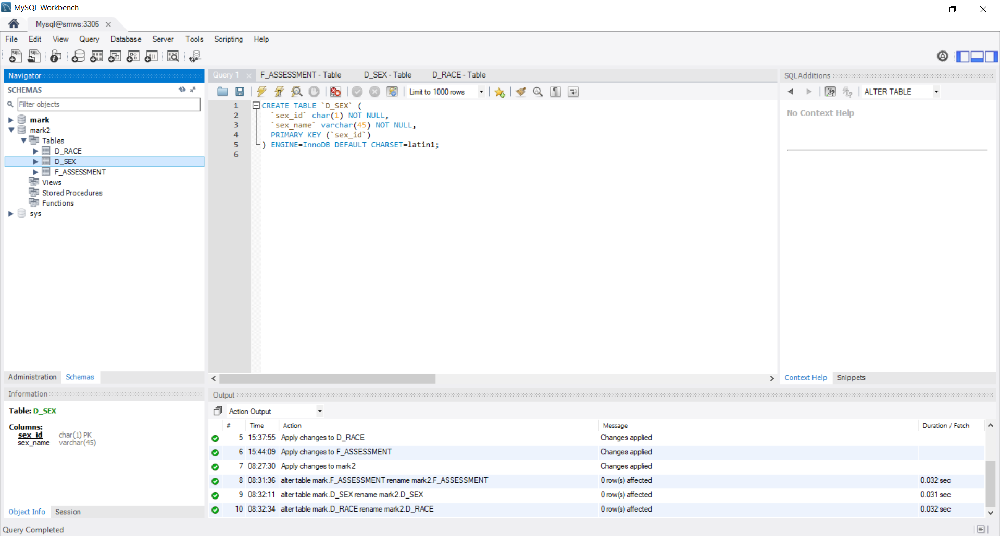 MySQL Workbench
Mysql@smws:3306
File Edit View Query Database Server Tools Scripting Help
Navigator
SCHEMAS
Filter objects
mark
mark2
Tables
D_RACE
D_SEX
F_ASSESSMENT
Views
Stored Procedures
Functions
sys
Administration Schemas
Information
Table: D_SEX
Columns:
sex_id char(1) PK
sex_name varchar(45)
Object Info Session
Query 1 F_ASSESSMENT - Table D_SEX - Table D_RACE - Table
Limit to 1000 rows
1 CREATE TABLE `D_SEX` (
2 `sex_id` char(1) NOT NULL,
3 `sex_name` varchar(45) NOT NULL,
4 PRIMARY KEY (`sex_id`)
5 ) ENGINE=InnoDB DEFAULT CHARSET=latin1;
6
SQLAdditions
ALTER TABLE
No Context Help
Context Help Snippets
Output
Action Output
# Time Action Message Duration / Fetch
5 15:37:55 Apply changes to D_RACE Changes applied
6 15:44:09 Apply changes to F_ASSESSMENT Changes applied
7 08:27:30 Apply changes to mark2 Changes applied
8 08:31:36 alter table mark.F_ASSESSMENT rename mark2.F_ASSESSMENT 0 row(s) affected 0.032 sec
9 08:32:11 alter table mark.D_SEX rename mark2.D_SEX 0 row(s) affected 0.031 sec
10 08:32:34 alter table mark.D_RACE rename mark2.D_RACE 0 row(s) affected 0.032 sec
Query Completed